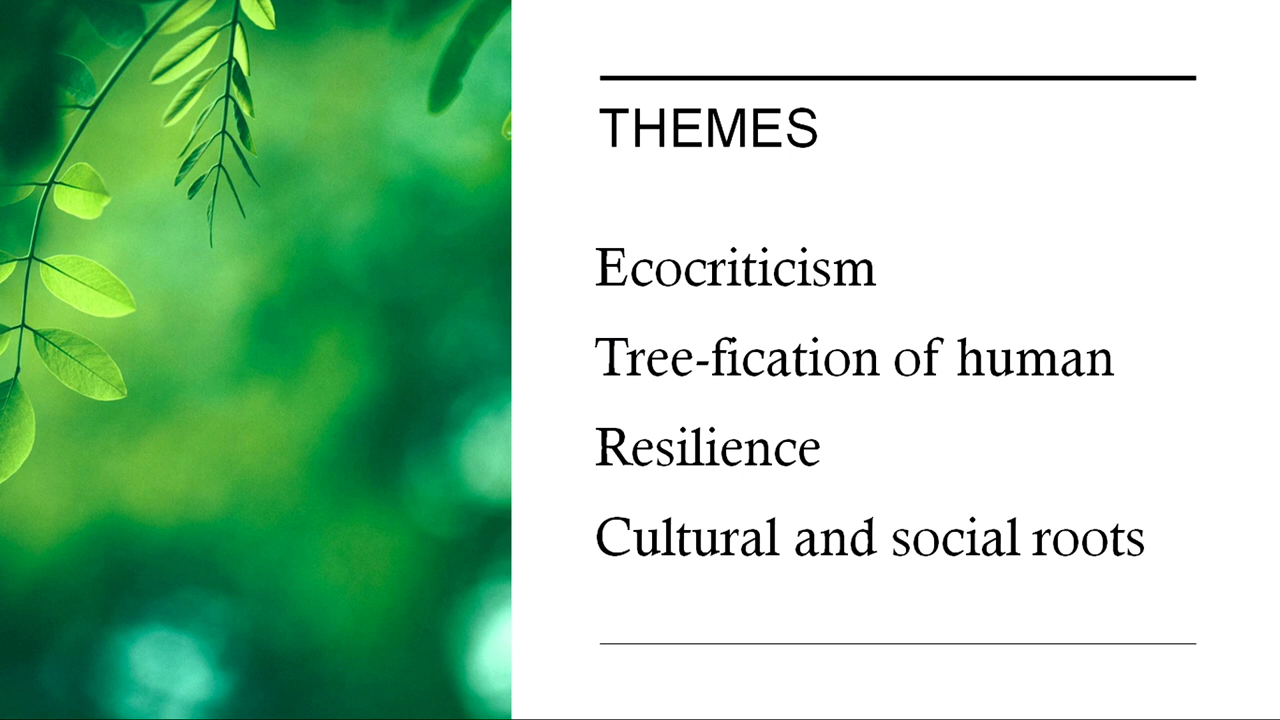 THEMES
Ecocriticism
Tree-fication of human
Resilience
Cultural and social roots